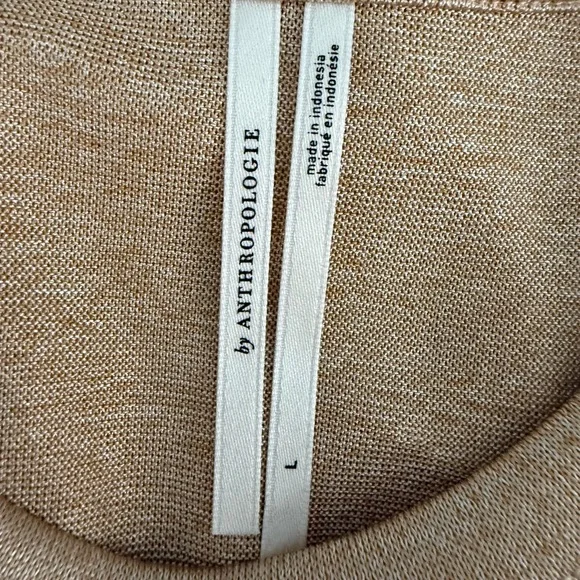 by ANTHROPOLOGIE
made in indonesia
fabriqué en indonésie
L